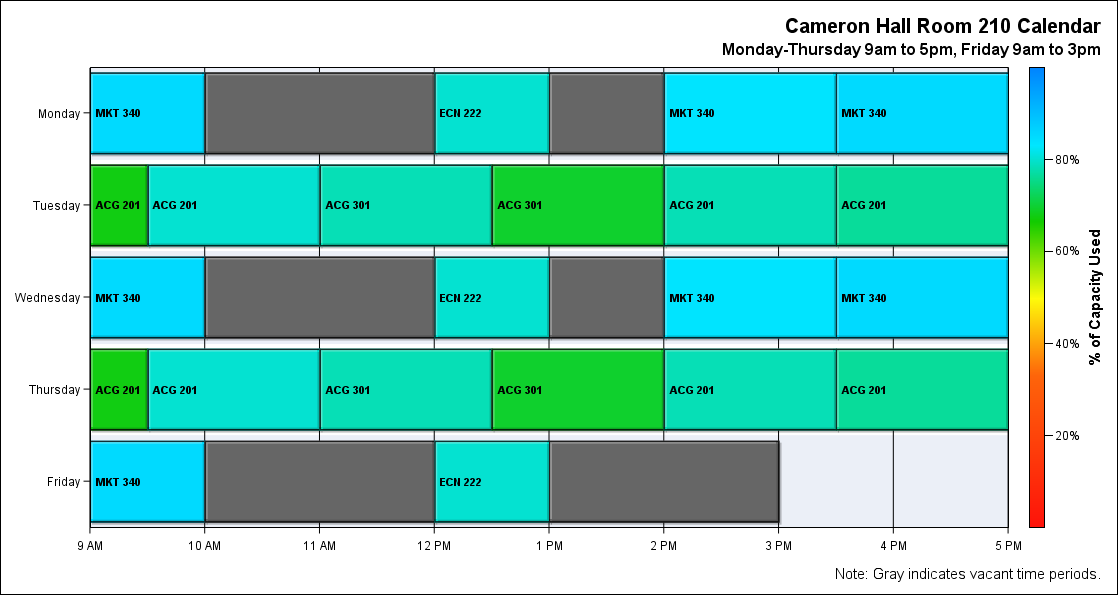 Cameron Hall Room 210 Calendar
Monday-Thursday 9am to 5pm, Friday 9am to 3pm
Monday
MKT 340
ECN 222
MKT 340
MKT 340
80%
Tuesday
ACG 201
ACG 201
ACG 301
ACG 301
ACG 201
ACG 201
60%
Wednesday
MKT 340
ECN 222
MKT 340
MKT 340
% of Capacity Used
40%
Thursday
ACG 201
ACG 201
ACG 301
ACG 301
ACG 201
ACG 201
20%
Friday
MKT 340
ECN 222
9 AM
10 AM
11 AM
12 PM
1 PM
2 PM
3 PM
4 PM
5 PM
Note: Gray indicates vacant time periods.